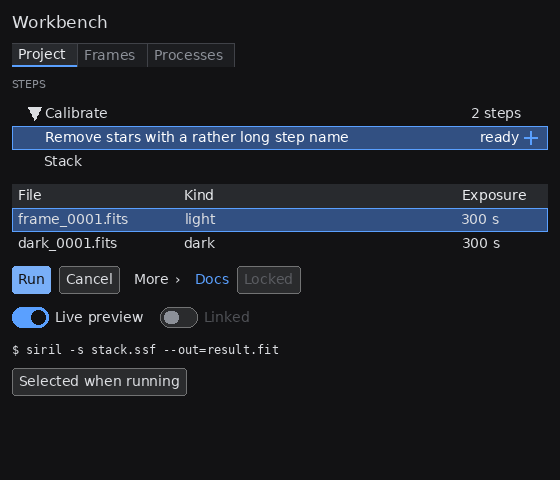 Workbench
Project Frames Processes
STEPS
Calibrate 2 steps
Remove stars with a rather long step name ready
Stack
File Kind Exposure
frame_0001.fits light 300 s
dark_0001.fits dark 300 s
Run Cancel More › Docs Locked
Live preview Linked
$ siril -s stack.ssf --out=result.fit
Selected when running